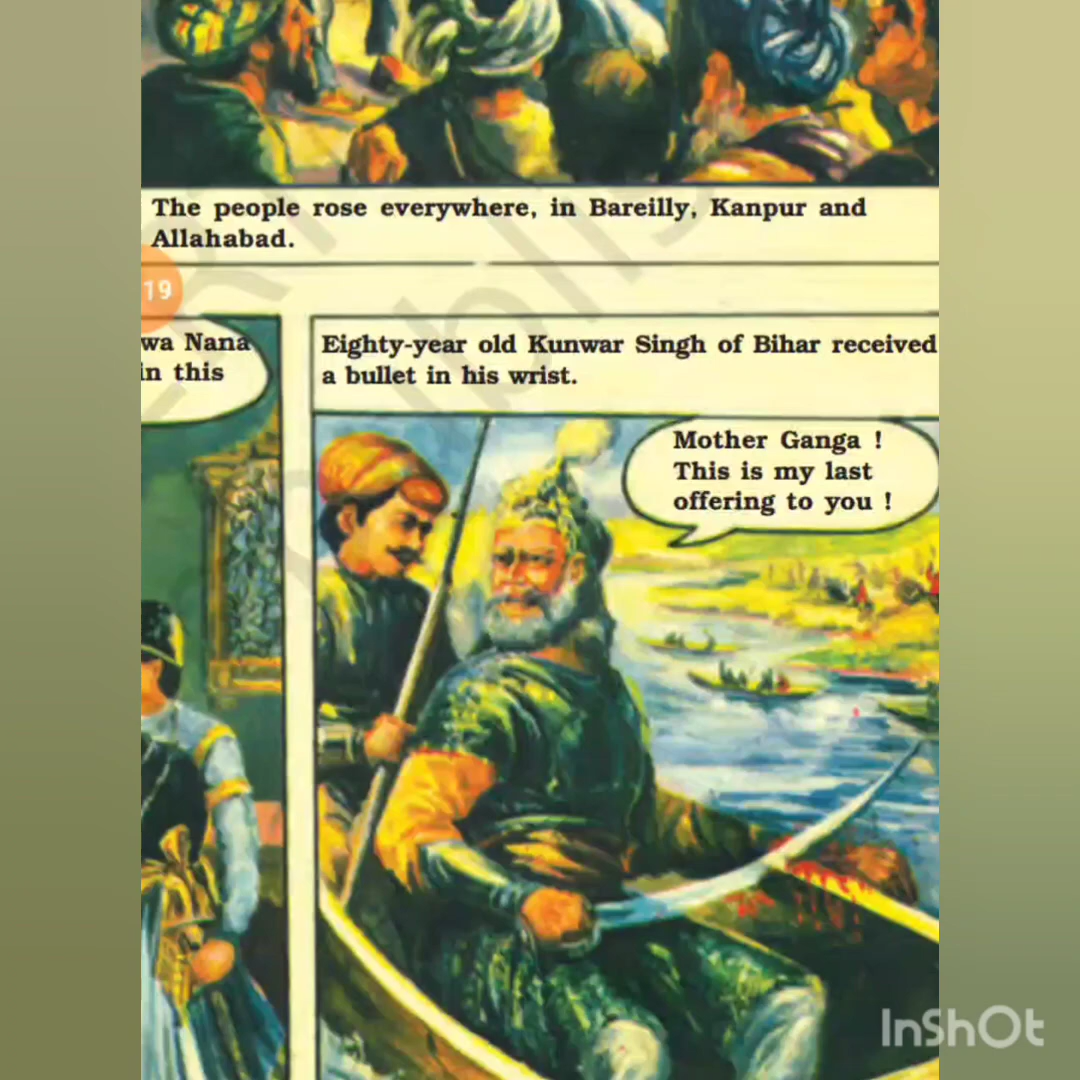 The people rose everywhere, in Bareilly, Kanpur and
Allahabad.
19
wa Nana
in this
Eighty-year old Kunwar Singh of Bihar received
a bullet in his wrist.
Mother Ganga !
This is my last
offering to you !
InShOt